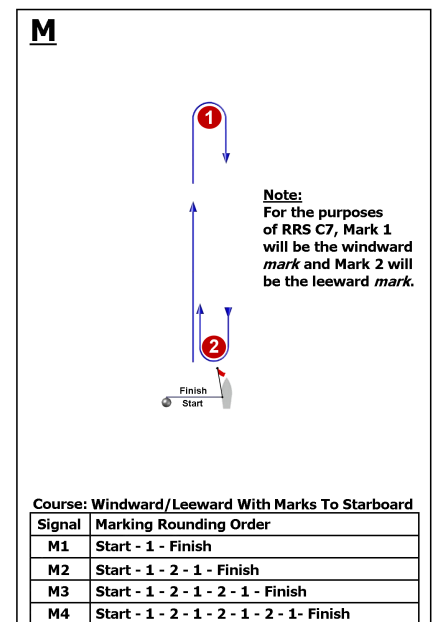 M
1
Note:
For the purposes
of RRS C7, Mark 1
will be the windward
mark and Mark 2 will
be the leeward mark.
2
Finish
Start
Course: Windward/Leeward With Marks To Starboard
Signal Marking Rounding Order
M1 Start - 1 - Finish
M2 Start - 1 - 2 - 1 - Finish
M3 Start - 1 - 2 - 1 - 2 - 1 - Finish
M4 Start - 1 - 2 - 1 - 2 - 1 - 2 - 1- Finish